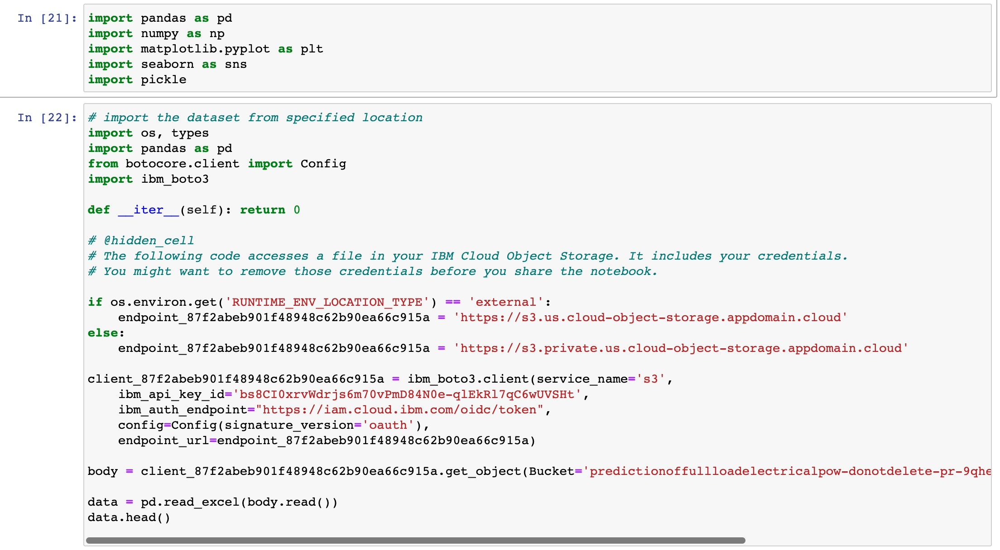 In [21]: import pandas as pd
import numpy as np
import matplotlib.pyplot as plt
import seaborn as sns
import pickle
In [22]: # import the dataset from specified location
import os, types
import pandas as pd
from botocore.client import Config
import ibm_boto3
def __iter__(self): return 0
# @hidden_cell
# The following code accesses a file in your IBM Cloud Object Storage. It includes your credentials.
# You might want to remove those credentials before you share the notebook.
if os.environ.get('RUNTIME_ENV_LOCATION_TYPE') == 'external':
    endpoint_87f2abeb901f48948c62b90ea66c915a = 'https://s3.us.cloud-object-storage.appdomain.cloud'
else:
    endpoint_87f2abeb901f48948c62b90ea66c915a = 'https://s3.private.us.cloud-object-storage.appdomain.cloud'
client_87f2abeb901f48948c62b90ea66c915a = ibm_boto3.client(service_name='s3',
    ibm_api_key_id='bs8CI0xrvWdrjs6m70vPmD84N0e-qlEkRl7qC6wUVSHt',
    ibm_auth_endpoint="https://iam.cloud.ibm.com/oidc/token",
    config=Config(signature_version='oauth'),
    endpoint_url=endpoint_87f2abeb901f48948c62b90ea66c915a)
body = client_87f2abeb901f48948c62b90ea66c915a.get_object(Bucket='predictionoffullloadelectricalpow-donotdelete-pr-9qhe
data = pd.read_excel(body.read())
data.head()